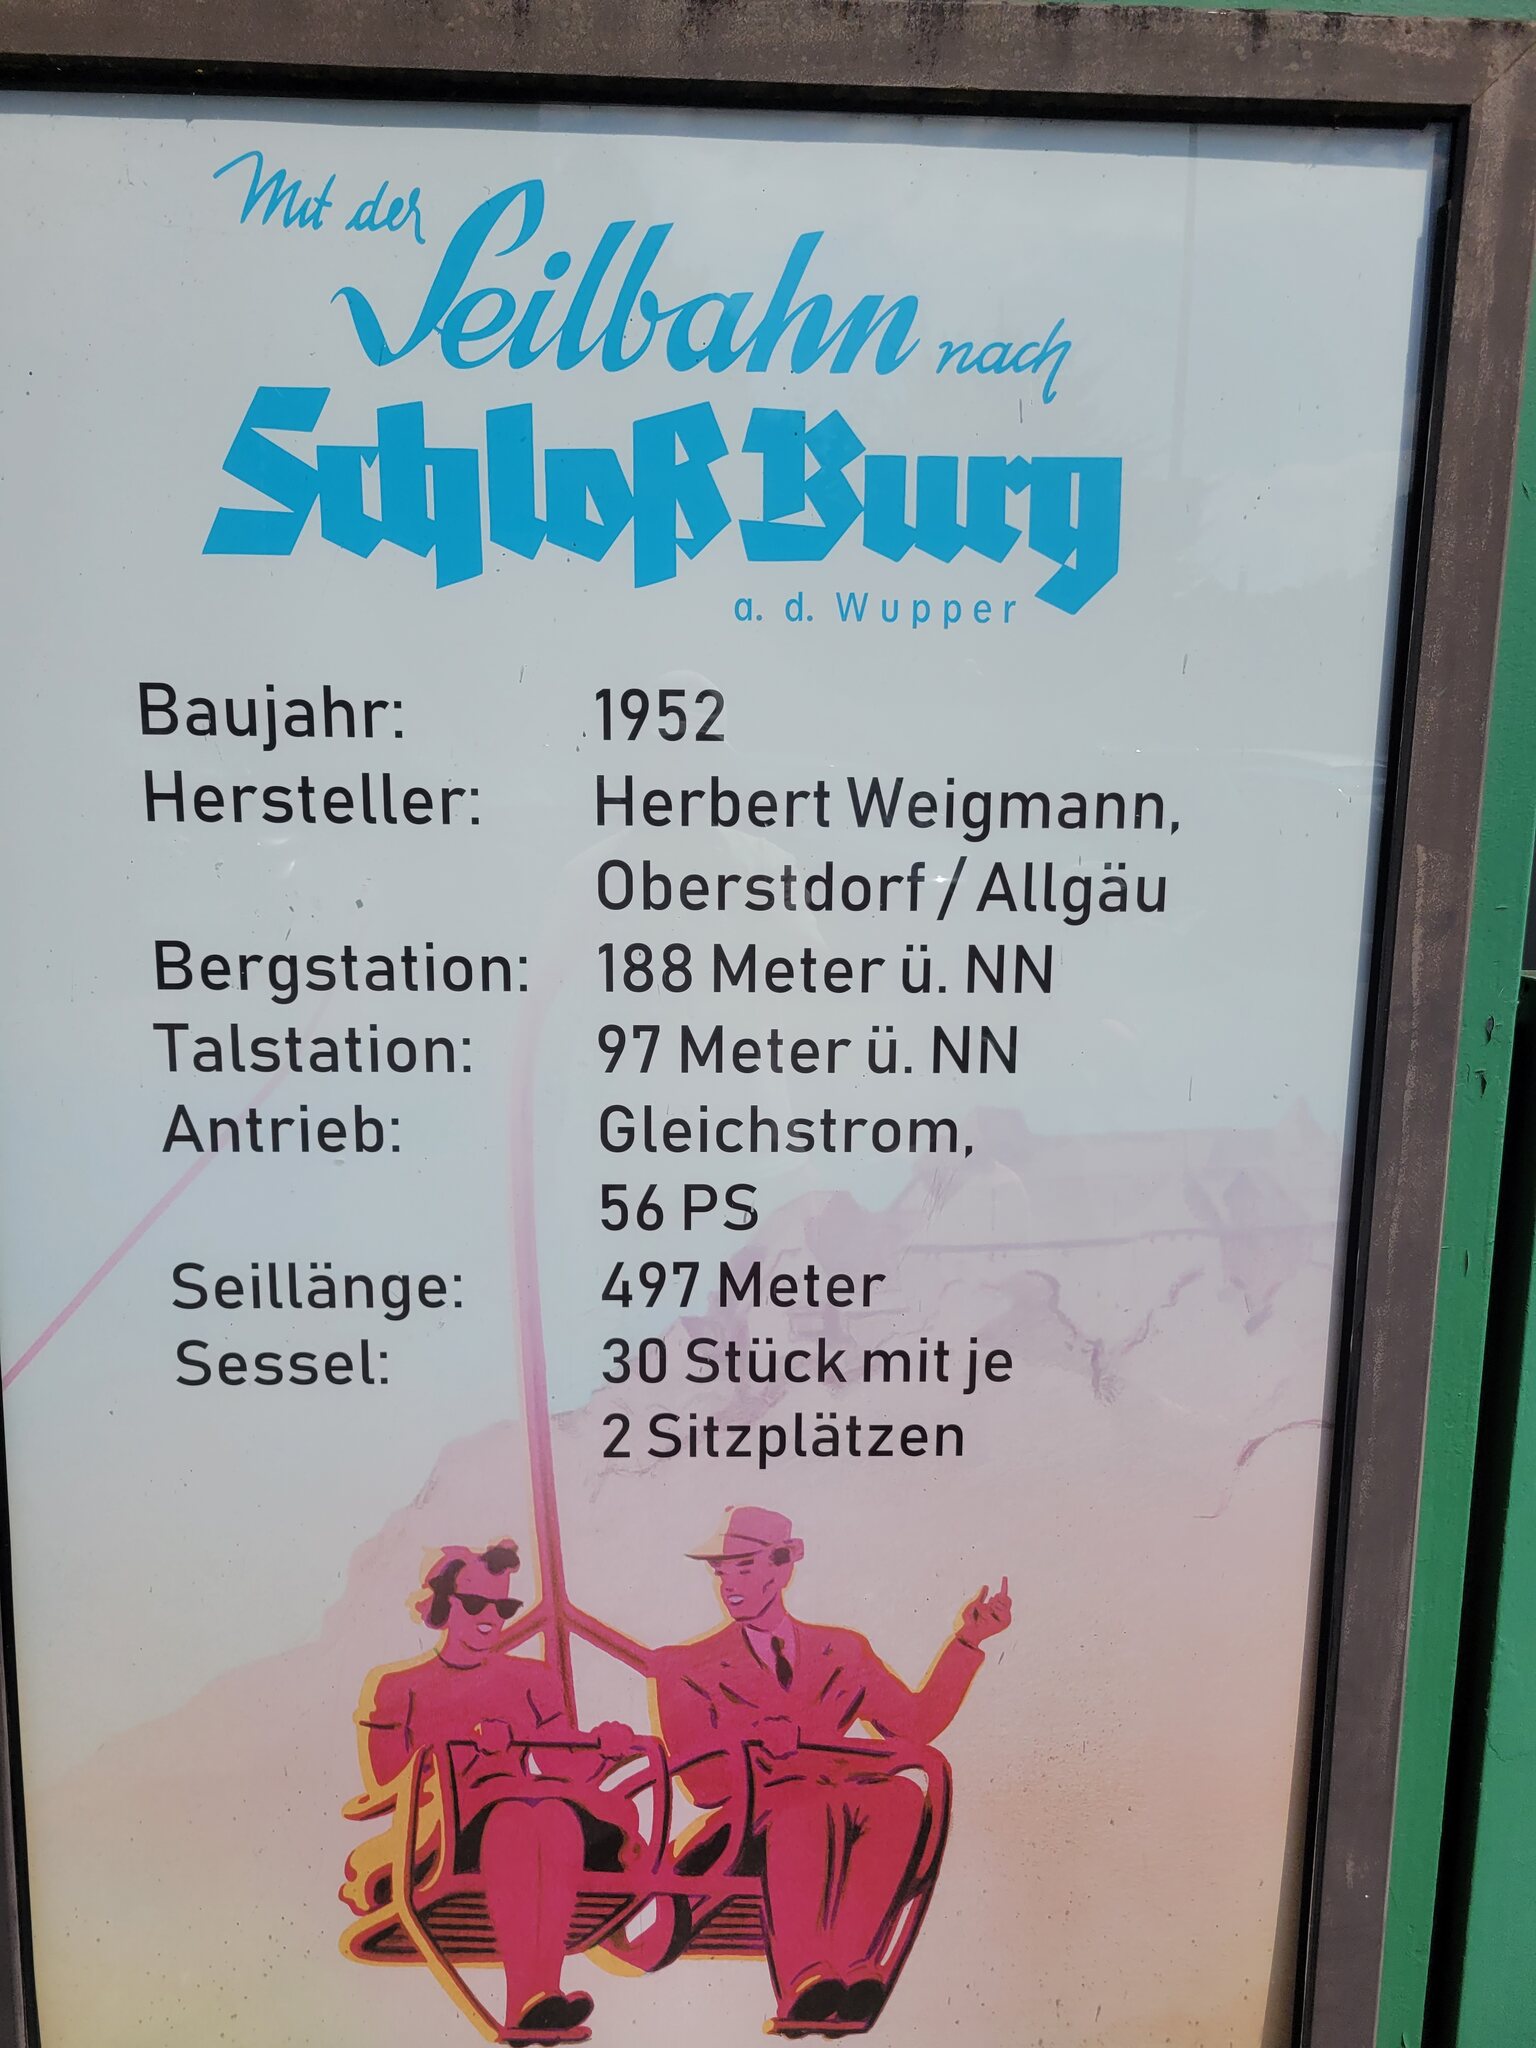 Mit der
Seilbahn nach
Schloß Burg
a. d. Wupper
Baujahr: 1952
Hersteller: Herbert Weigmann,
Oberstdorf / Allgäu
Bergstation: 188 Meter ü. NN
Talstation: 97 Meter ü. NN
Antrieb: Gleichstrom,
56 PS
Seillänge: 497 Meter
Sessel: 30 Stück mit je
2 Sitzplätzen